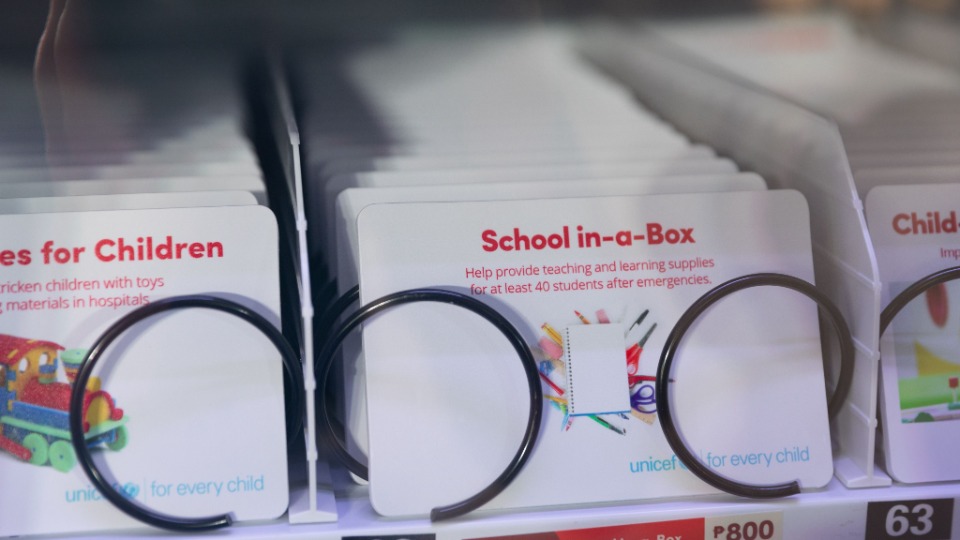 es for Children
tricken children with toys
g materials in hospitals
unicef for every child
School in-a-Box
Help provide teaching and learning supplies
for at least 40 students after emergencies.
unicef for every child
Child-
Imp
₱800
63